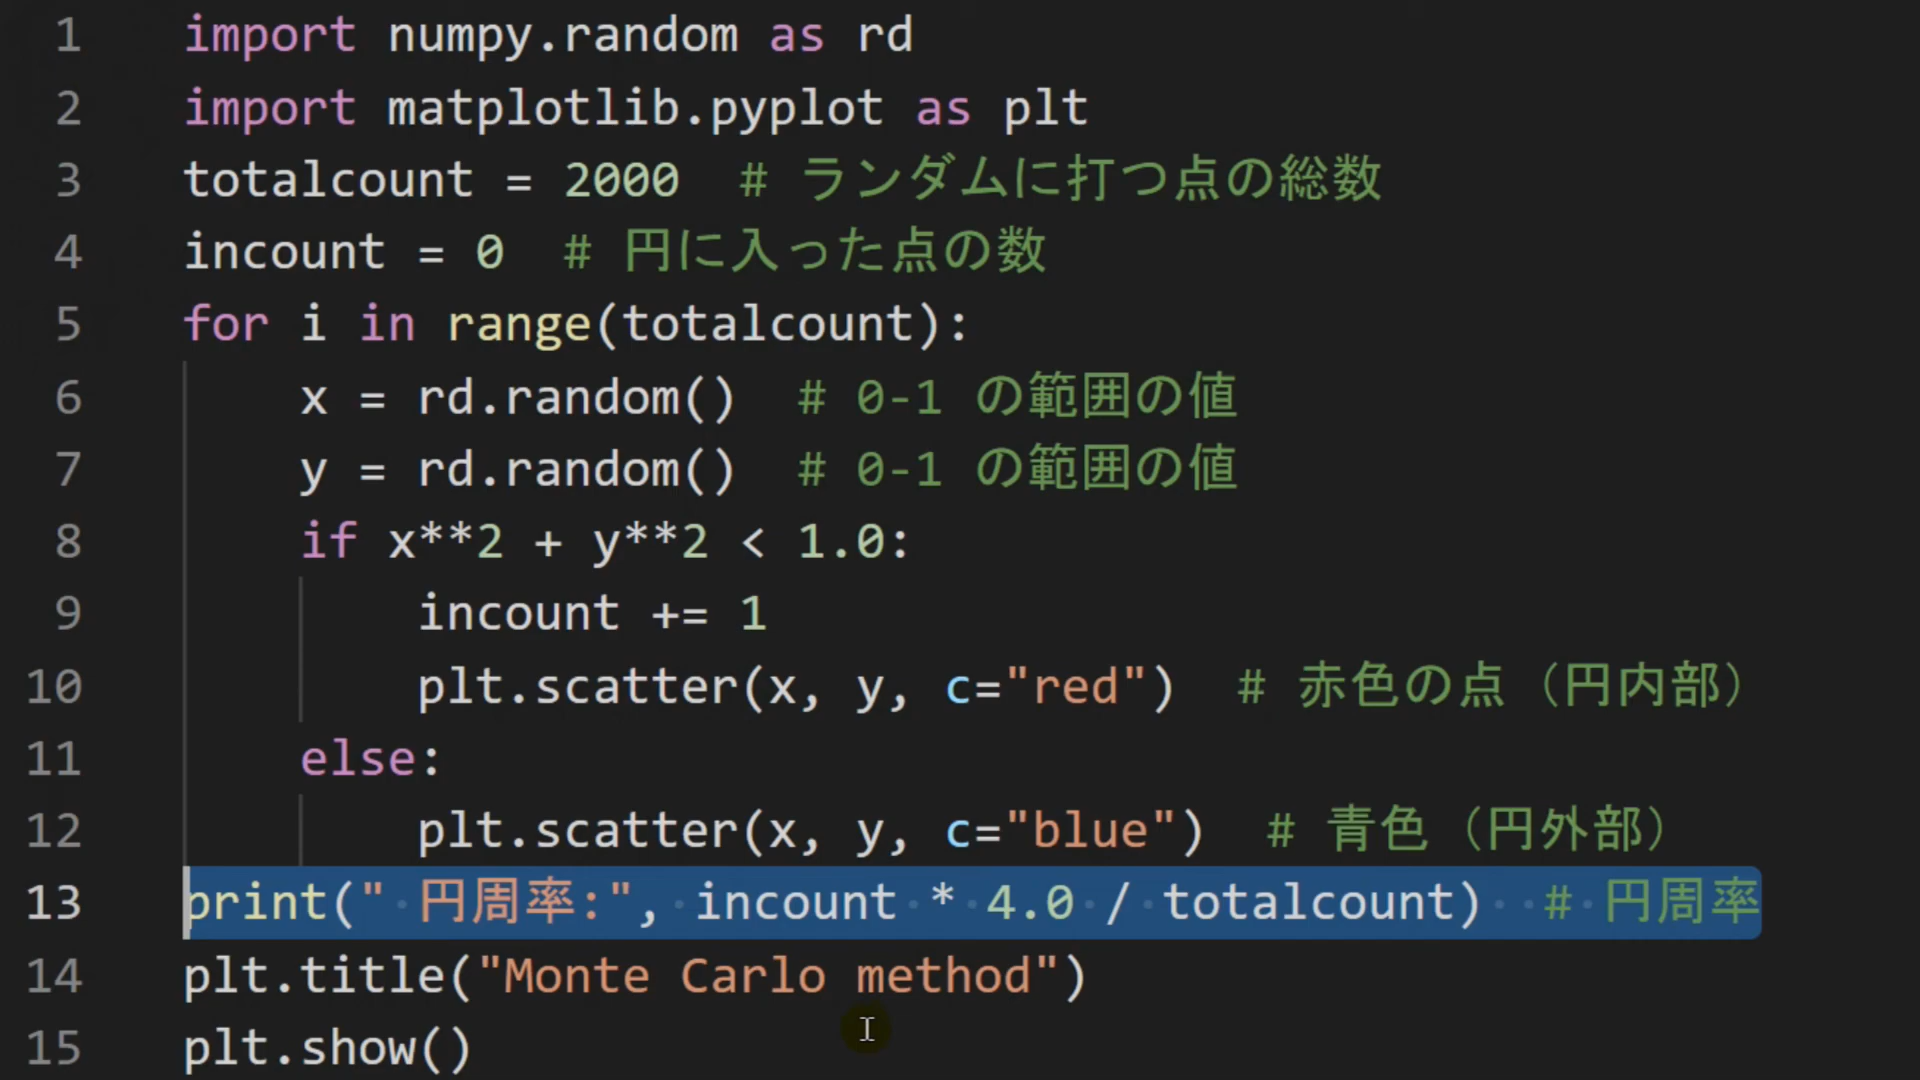 1 import numpy.random as rd
2 import matplotlib.pyplot as plt
3 totalcount = 2000  # ランダムに打つ点の総数
4 incount = 0  # 円に入った点の数
5 for i in range(totalcount):
6     x = rd.random()  # 0-1 の範囲の値
7     y = rd.random()  # 0-1 の範囲の値
8     if x**2 + y**2 < 1.0:
9         incount += 1
10         plt.scatter(x, y, c="red")  # 赤色の点（円内部）
11     else:
12         plt.scatter(x, y, c="blue")  # 青色（円外部）
13 print(" 円周率:", incount * 4.0 / totalcount)  # 円周率
14 plt.title("Monte Carlo method")
15 plt.show()